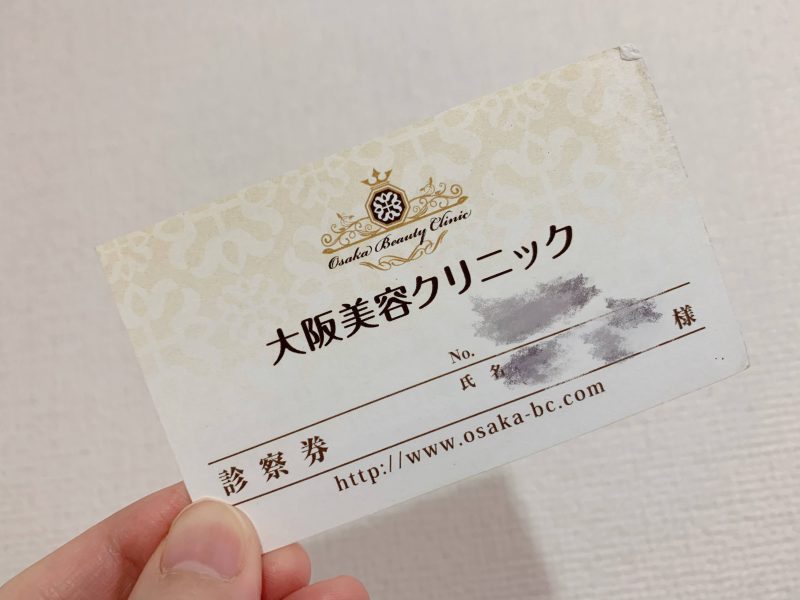 Osaka Beauty Clinic
大阪美容クリニック
No.
氏名 様
診察券
http://www.osaka-bc.com